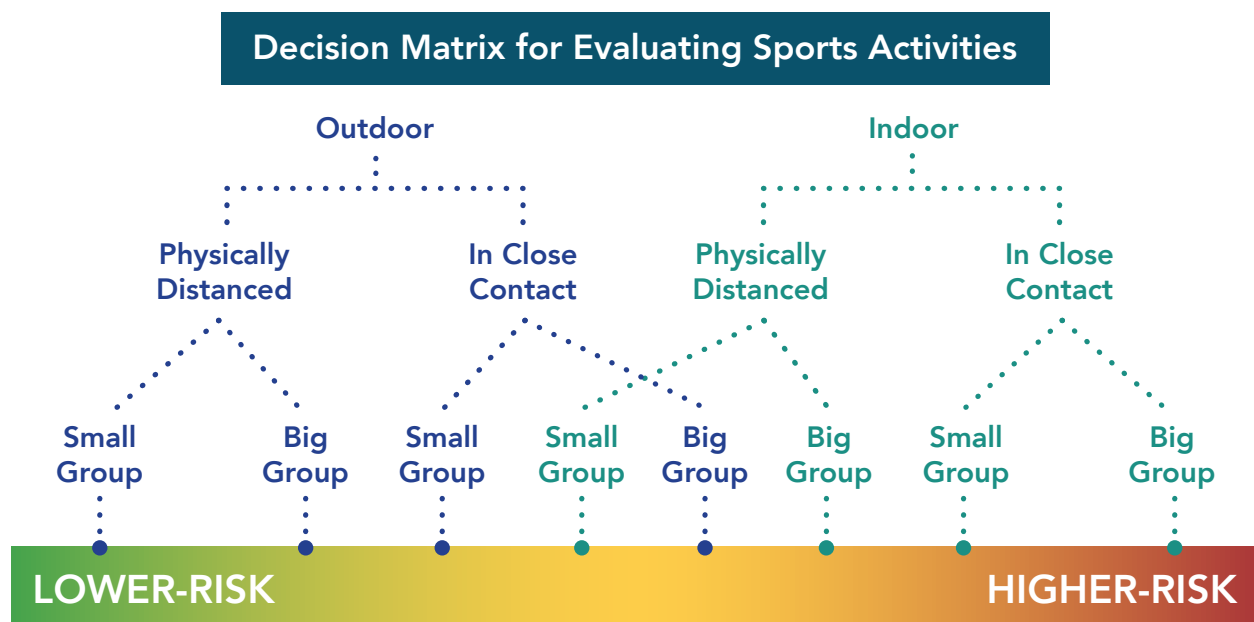 Decision Matrix for Evaluating Sports Activities
Outdoor
Indoor
Physically
Distanced
In Close
Contact
Physically
Distanced
In Close
Contact
Small
Group
Big
Group
Small
Group
Small
Group
Big
Group
Big
Group
Small
Group
Big
Group
LOWER-RISK
HIGHER-RISK